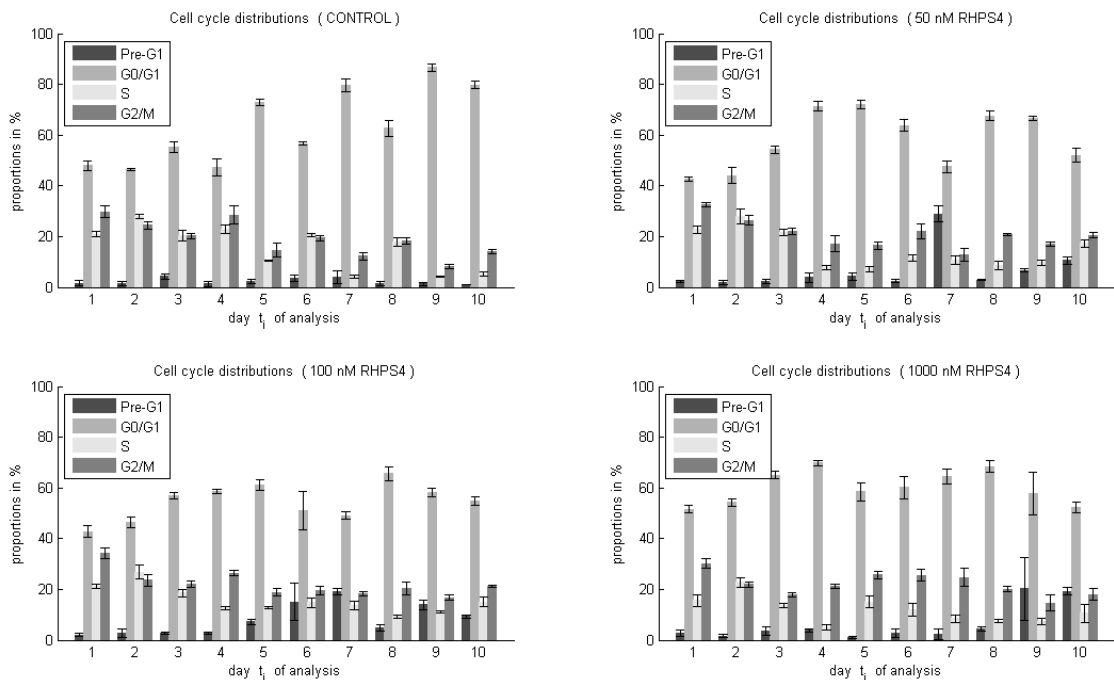 Cell cycle distributions ( CONTROL )
100
80
60
40
20
0
proportions in %
Pre-G1
G0/G1
S
G2/M
1 2 3 4 5 6 7 8 9 10
day t_i of analysis
Cell cycle distributions ( 50 nM RHPS4 )
100
80
60
40
20
0
proportions in %
Pre-G1
G0/G1
S
G2/M
1 2 3 4 5 6 7 8 9 10
day t_i of analysis
Cell cycle distributions ( 100 nM RHPS4 )
100
80
60
40
20
0
proportions in %
Pre-G1
G0/G1
S
G2/M
1 2 3 4 5 6 7 8 9 10
day t_i of analysis
Cell cycle distributions ( 1000 nM RHPS4 )
100
80
60
40
20
0
proportions in %
Pre-G1
G0/G1
S
G2/M
1 2 3 4 5 6 7 8 9 10
day t_i of analysis